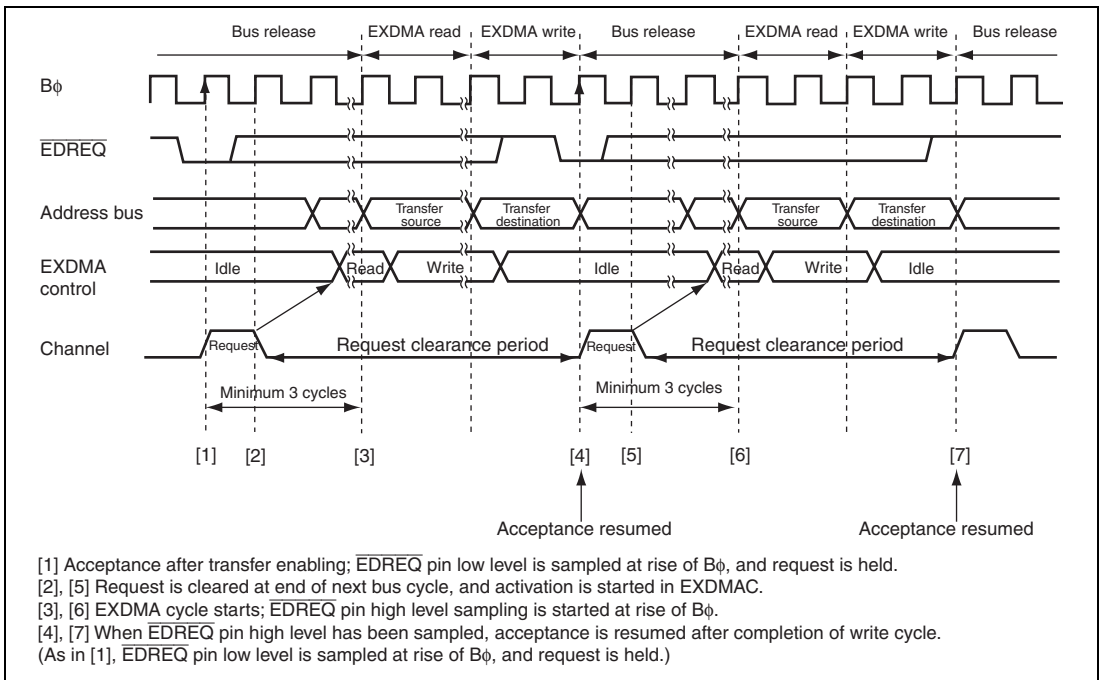 Bus release EXDMA read EXDMA write Bus release EXDMA read EXDMA write Bus release
Bϕ
EDREQ
Address bus Transfer source Transfer destination Transfer source Transfer destination
EXDMA control Idle Read Write Idle Read Write Idle
Channel Request Request clearance period Request Request clearance period
Minimum 3 cycles Minimum 3 cycles
[1] [2] [3] [4] [5] [6] [7]
Acceptance resumed Acceptance resumed
[1] Acceptance after transfer enabling; EDREQ pin low level is sampled at rise of Bϕ, and request is held.
[2], [5] Request is cleared at end of next bus cycle, and activation is started in EXDMAC.
[3], [6] EXDMA cycle starts; EDREQ pin high level sampling is started at rise of Bϕ.
[4], [7] When EDREQ pin high level has been sampled, acceptance is resumed after completion of write cycle.
(As in [1], EDREQ pin low level is sampled at rise of Bϕ, and request is held.)